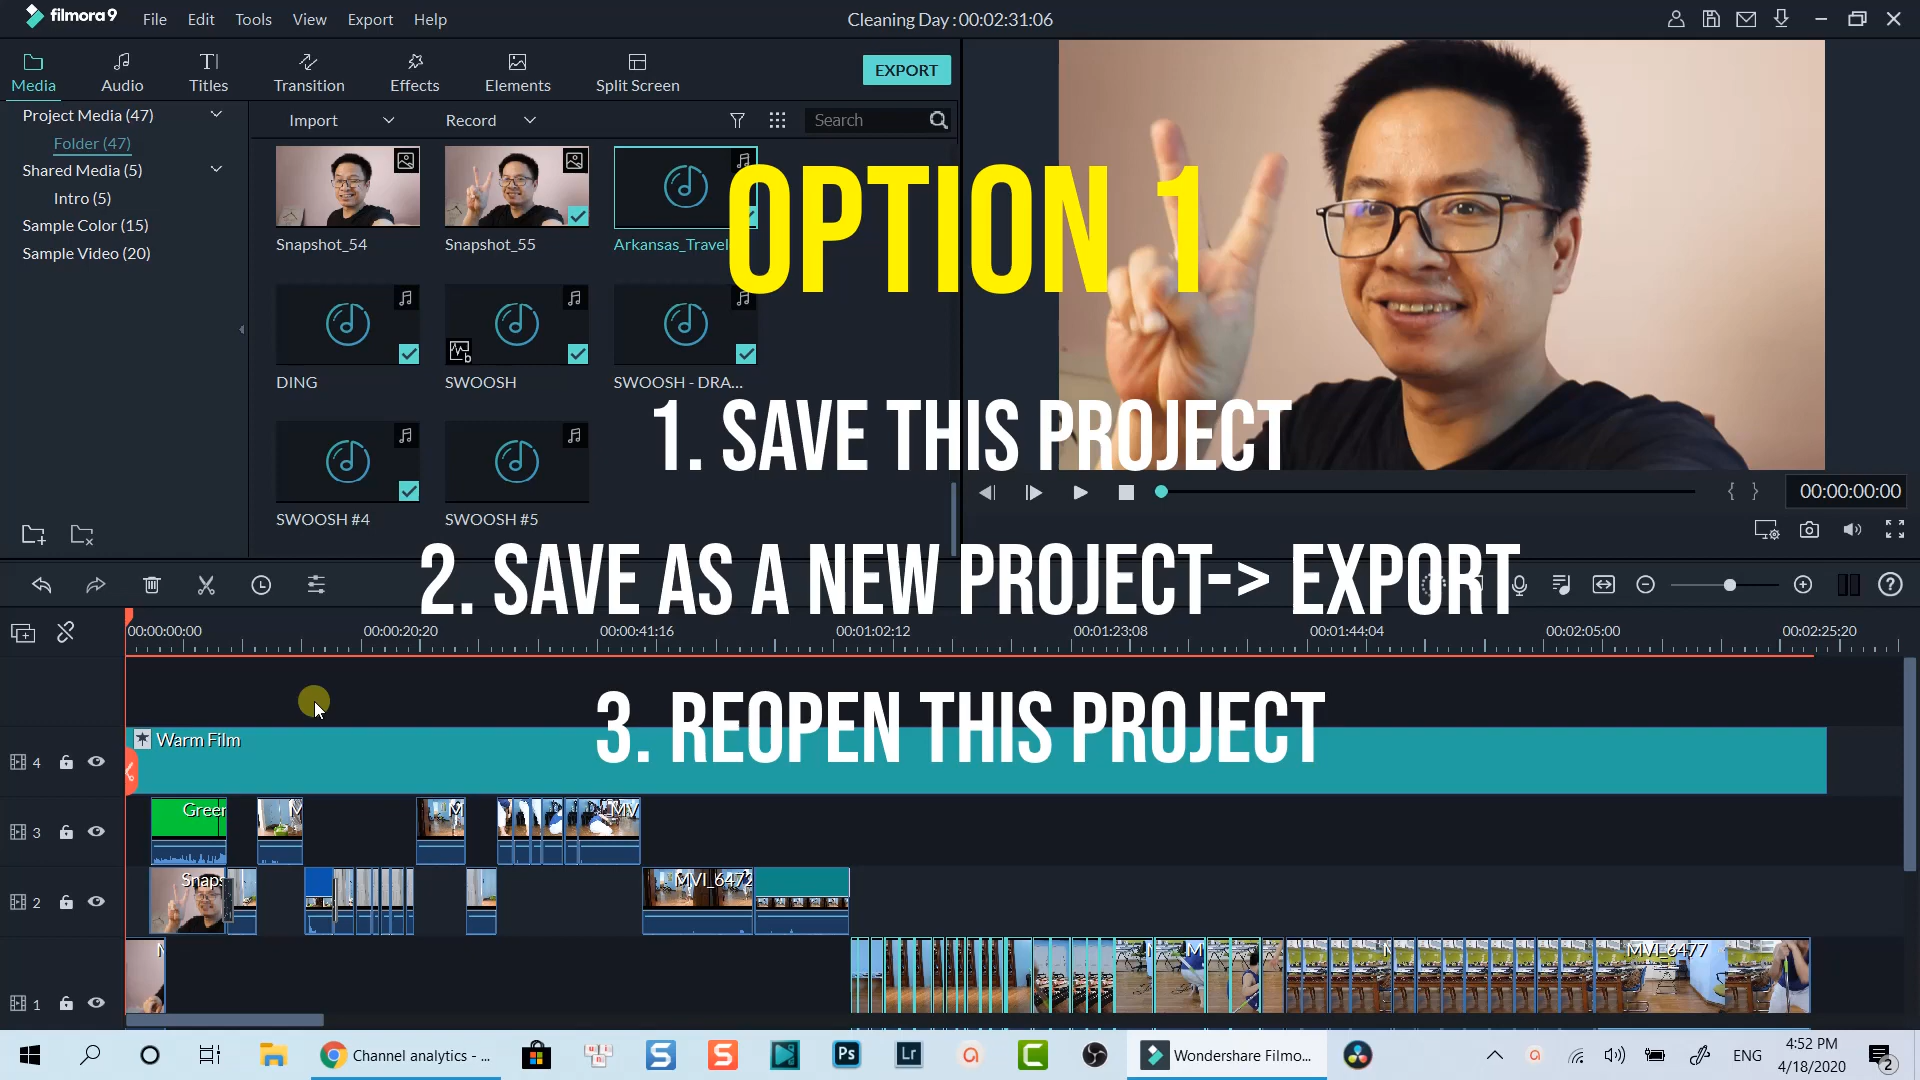 filmora9
File Edit Tools View Export Help
Cleaning Day : 00:02:31:06
Media Audio Titles Transition Effects Elements Split Screen
EXPORT
Project Media (47)
Folder (47)
Shared Media (5)
Intro (5)
Sample Color (15)
Sample Video (20)
Import Record Search
Snapshot_54 Snapshot_55 Arkansas_Travel
DING SWOOSH SWOOSH - DRA...
SWOOSH #4 SWOOSH #5
OPTION 1
1. SAVE THIS PROJECT
2. SAVE AS A NEW PROJECT-> EXPORT
3. REOPEN THIS PROJECT
00:00:00:00
00:00:00:00 00:00:20:20 00:00:41:16 00:01:02:12 00:01:23:08 00:01:44:04 00:02:05:00 00:02:25:20
4 Warm Film
3 Greer M M MV
2 Snaps MVI_6472
1 M M MVI_6477
Channel analytics - ...
Ps Lr
Wondershare Filmo...
ENG
4:52 PM
4/18/2020
2